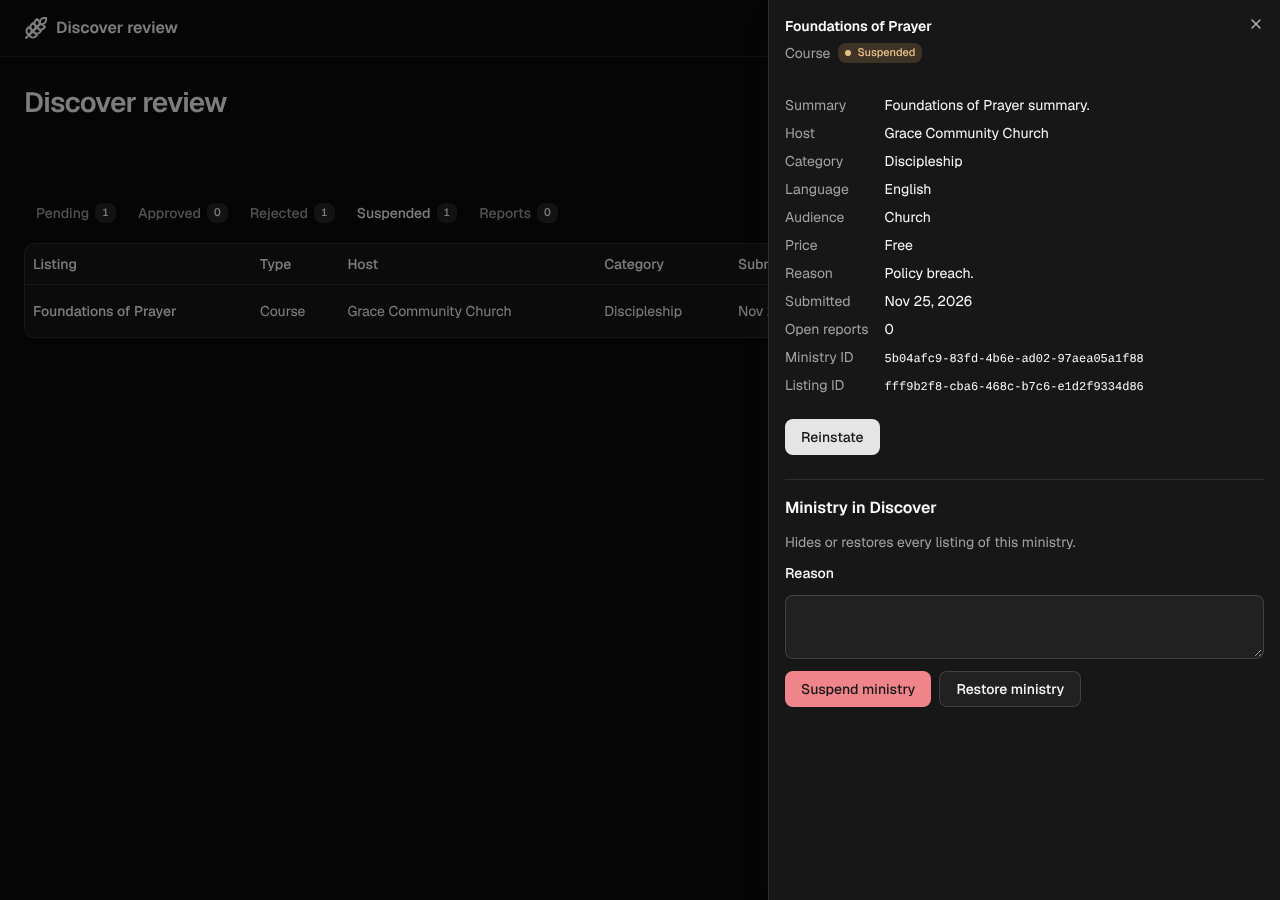 Discover review
Discover review
Pending 1 Approved 0 Rejected 1 Suspended 1 Reports 0
Listing Type Host Category
Foundations of Prayer Course Grace Community Church Discipleship Nov
Foundations of Prayer
Course Suspended
Summary Foundations of Prayer summary.
Host Grace Community Church
Category Discipleship
Language English
Audience Church
Price Free
Reason Policy breach.
Submitted Nov 25, 2026
Open reports 0
Ministry ID 5b04afc9-83fd-4b6e-ad02-97aea05a1f88
Listing ID fff9b2f8-cba6-468c-b7c6-e1d2f9334d86
Reinstate
Ministry in Discover
Hides or restores every listing of this ministry.
Reason
Suspend ministry Restore ministry